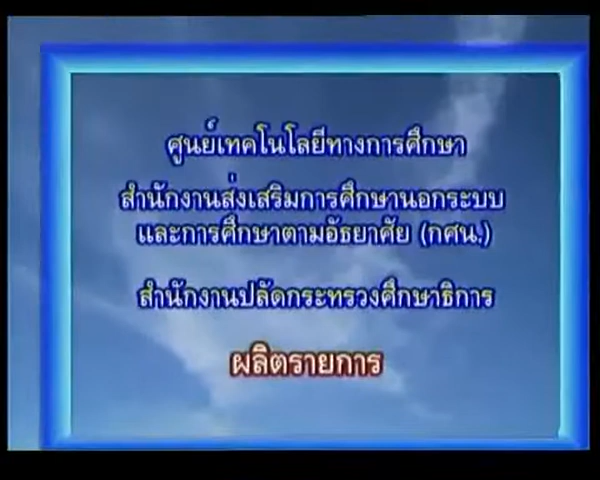 ศูนย์เทคโนโลยีทางการศึกษา
สำนักงานส่งเสริมการศึกษานอกระบบ
และการศึกษาตามอัธยาศัย (กศน.)
สำนักงานปลัดกระทรวงศึกษาธิการ
ผลิตรายการ